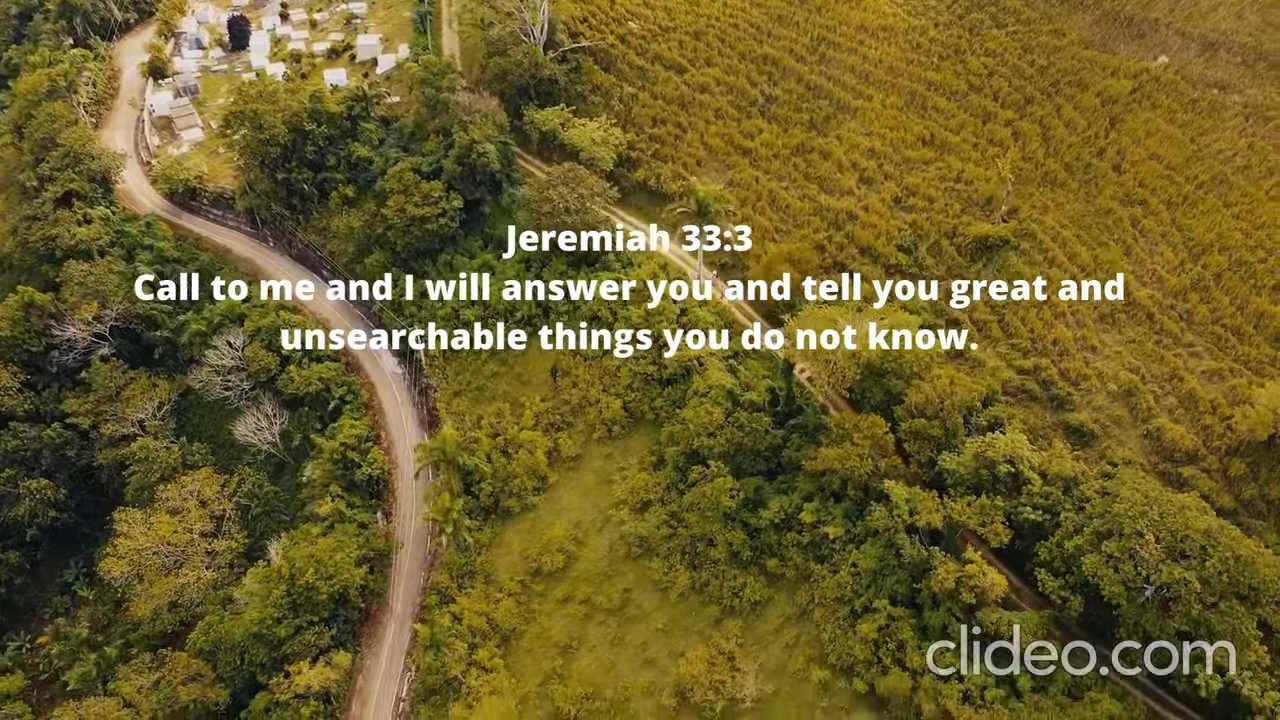 Jeremiah 33:3
Call to me and I will answer you and tell you great and
unsearchable things you do not know.
clideo.com